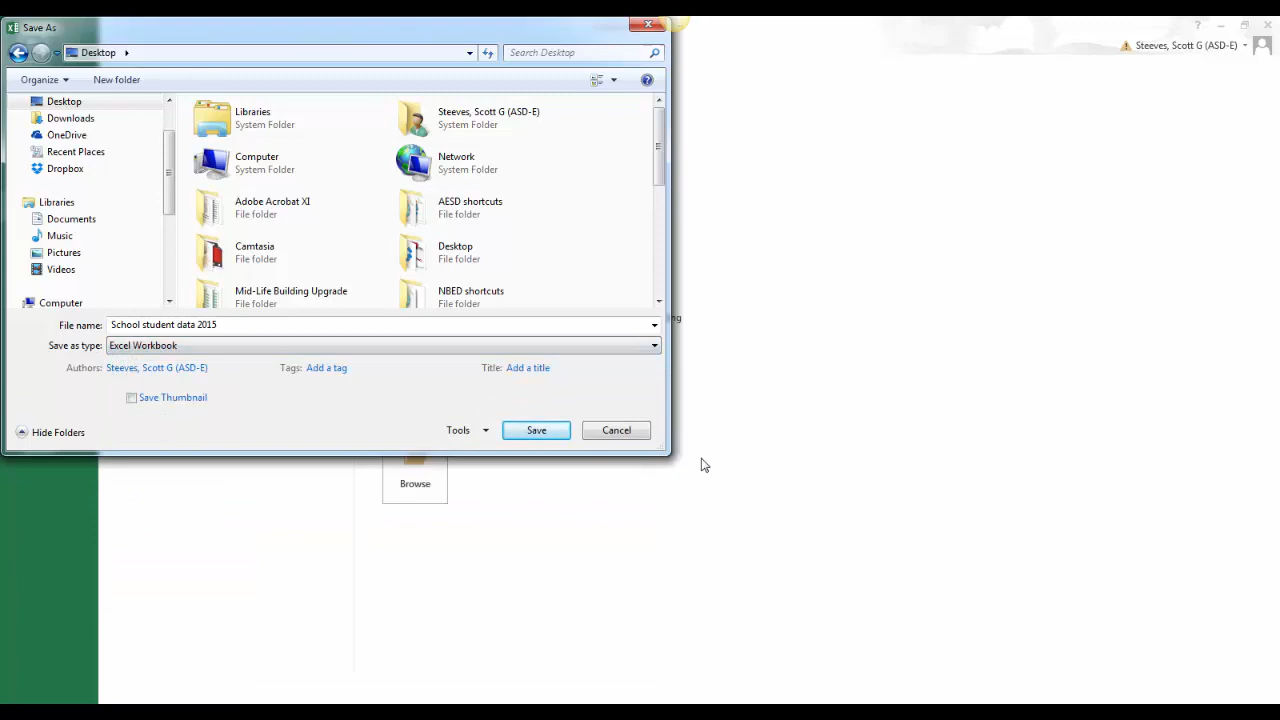 Save As
Steeves, Scott G (ASD-E)
Desktop
Search Desktop
Organize
New folder
Desktop
Downloads
OneDrive
Recent Places
Dropbox
Libraries
Documents
Music
Pictures
Videos
Computer
Libraries
System Folder
Steeves, Scott G (ASD-E)
System Folder
Computer
System Folder
Network
System Folder
Adobe Acrobat XI
File folder
AESD shortcuts
File folder
Camtasia
File folder
Desktop
File folder
Mid-Life Building Upgrade
File folder
NBED shortcuts
File folder
File name: School student data 2015
Save as type: Excel Workbook
Authors: Steeves, Scott G (ASD-E) Tags: Add a tag Title: Add a title
Save Thumbnail
Hide Folders
Tools
Save
Cancel
Browse